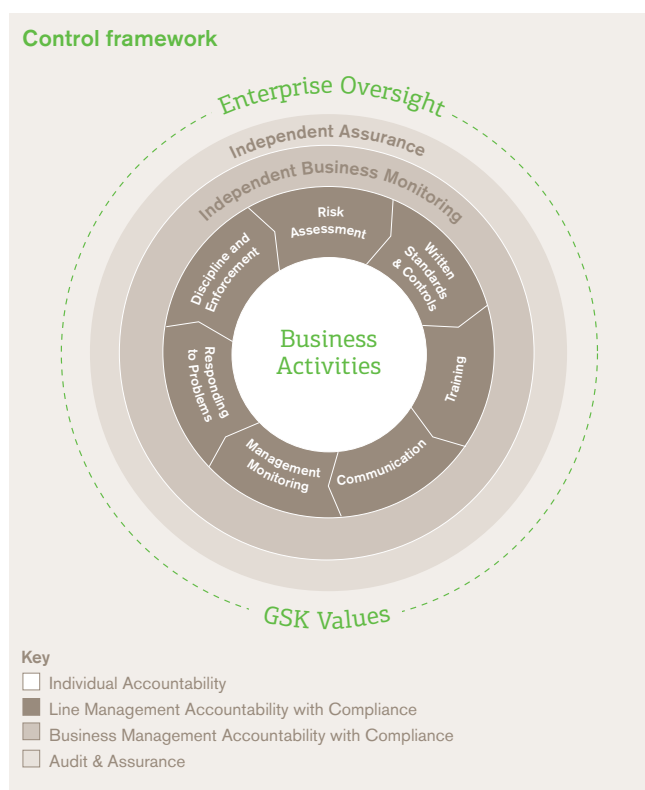 Control framework
Enterprise Oversight
Independent Assurance
Independent Business Monitoring
Risk
Assessment
Written
Standards
& Controls
Training
Communication
Management
Monitoring
Responding
to Problems
Discipline and
Enforcement
Business
Activities
GSK Values
Key
Individual Accountability
Line Management Accountability with Compliance
Business Management Accountability with Compliance
Audit & Assurance